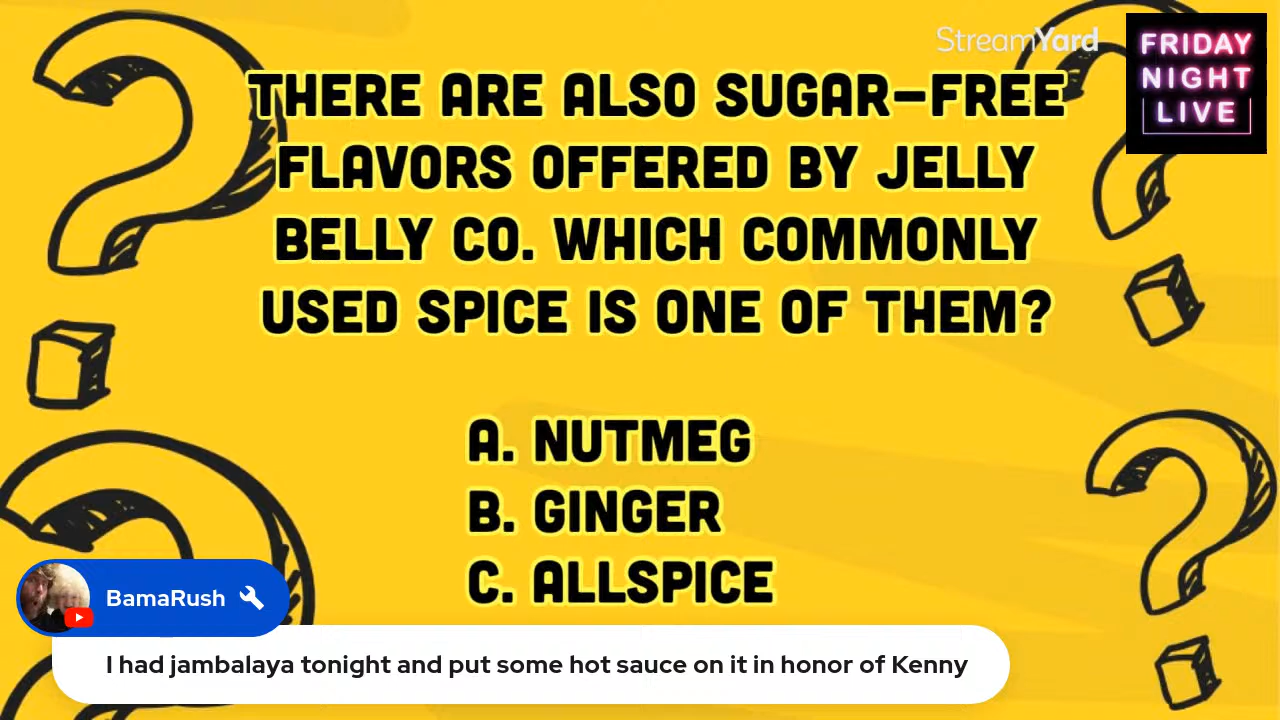 StreamYard
FRIDAY
NIGHT
LIVE
THERE ARE ALSO SUGAR-FREE
FLAVORS OFFERED BY JELLY
BELLY CO. WHICH COMMONLY
USED SPICE IS ONE OF THEM?
A. NUTMEG
B. GINGER
C. ALLSPICE
BamaRush
I had jambalaya tonight and put some hot sauce on it in honor of Kenny